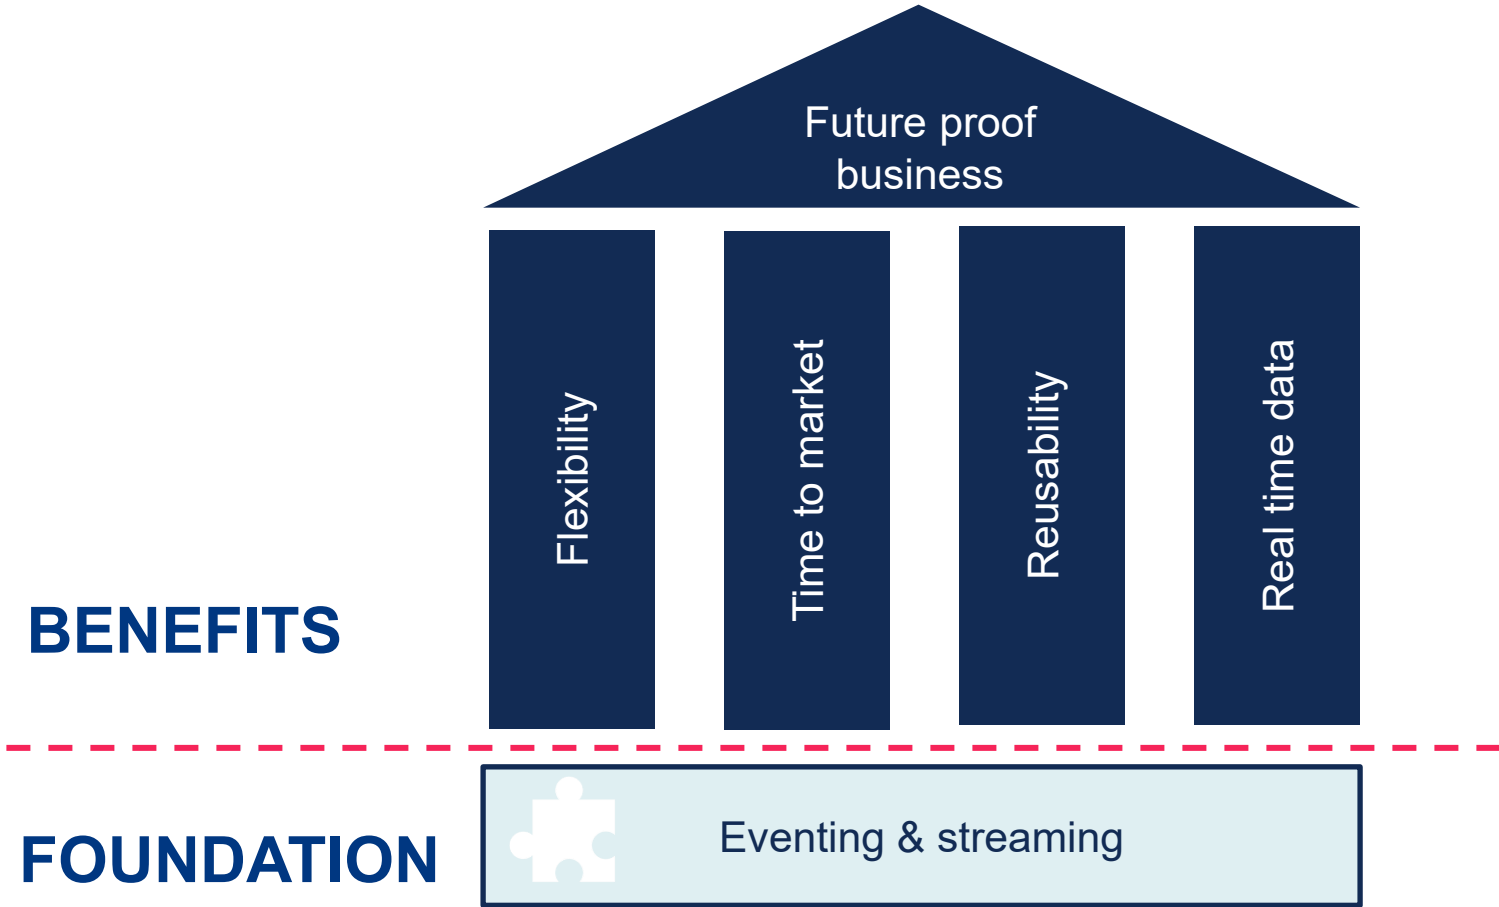 Future proof
business
Flexibility
Time to market
Reusability
Real time data
BENEFITS
Eventing & streaming
FOUNDATION